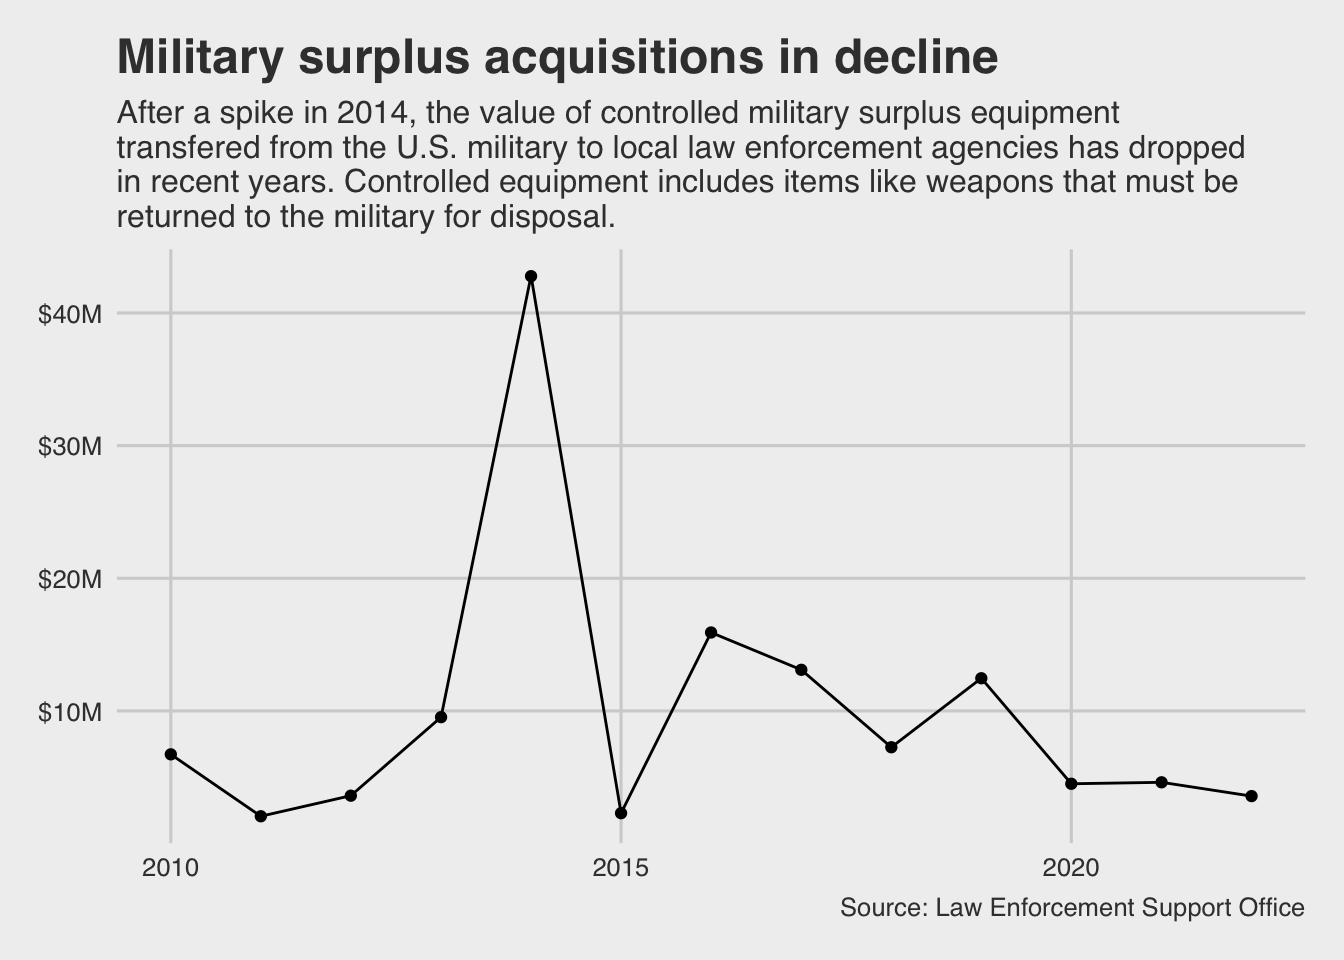 Military surplus acquisitions in decline
After a spike in 2014, the value of controlled military surplus equipment
transfered from the U.S. military to local law enforcement agencies has dropped
in recent years. Controlled equipment includes items like weapons that must be
returned to the military for disposal.
$40M
$30M
$20M
$10M
2010 2015 2020
Source: Law Enforcement Support Office